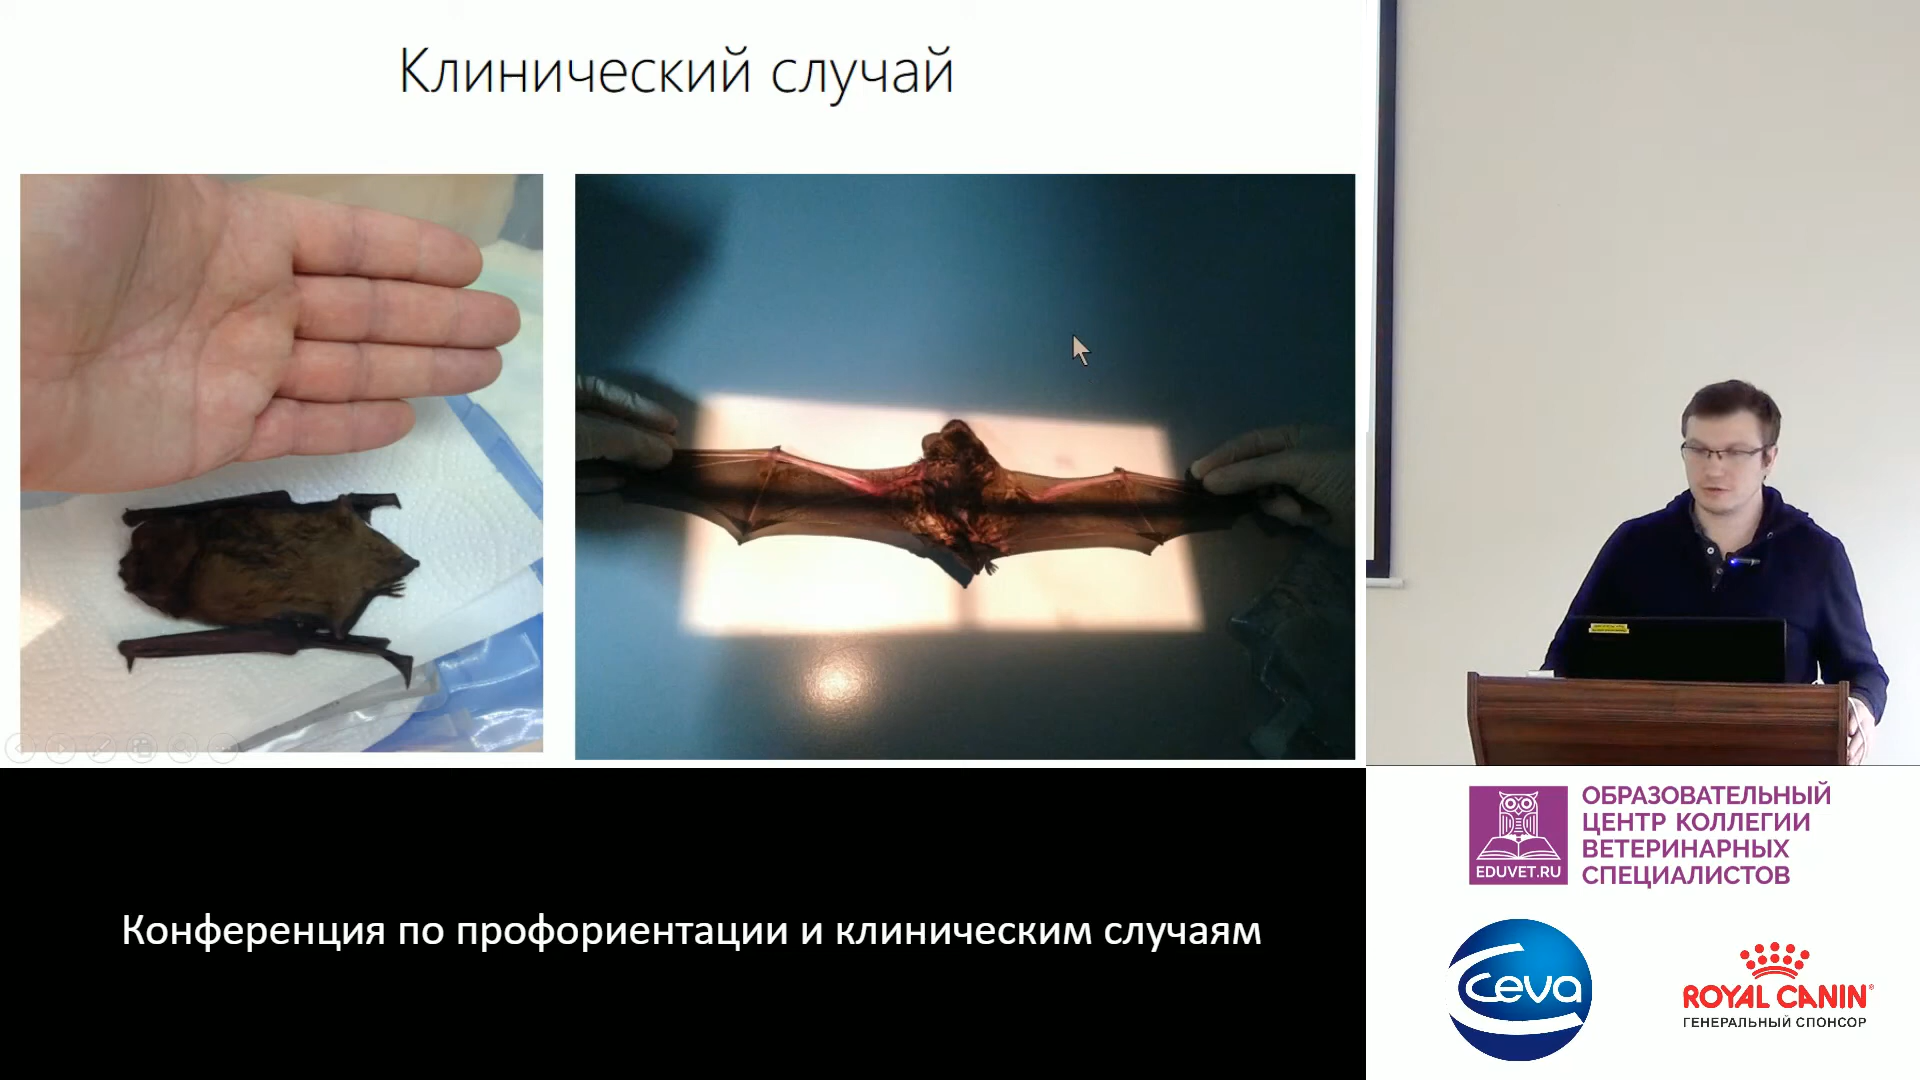 Клинический случай
Конференция по профориентации и клиническим случаям
EDUVET.RU
ОБРАЗОВАТЕЛЬНЫЙ
ЦЕНТР КОЛЛЕГИИ
ВЕТЕРИНАРНЫХ
СПЕЦИАЛИСТОВ
Ceva
ROYAL CANIN®
ГЕНЕРАЛЬНЫЙ СПОНСОР